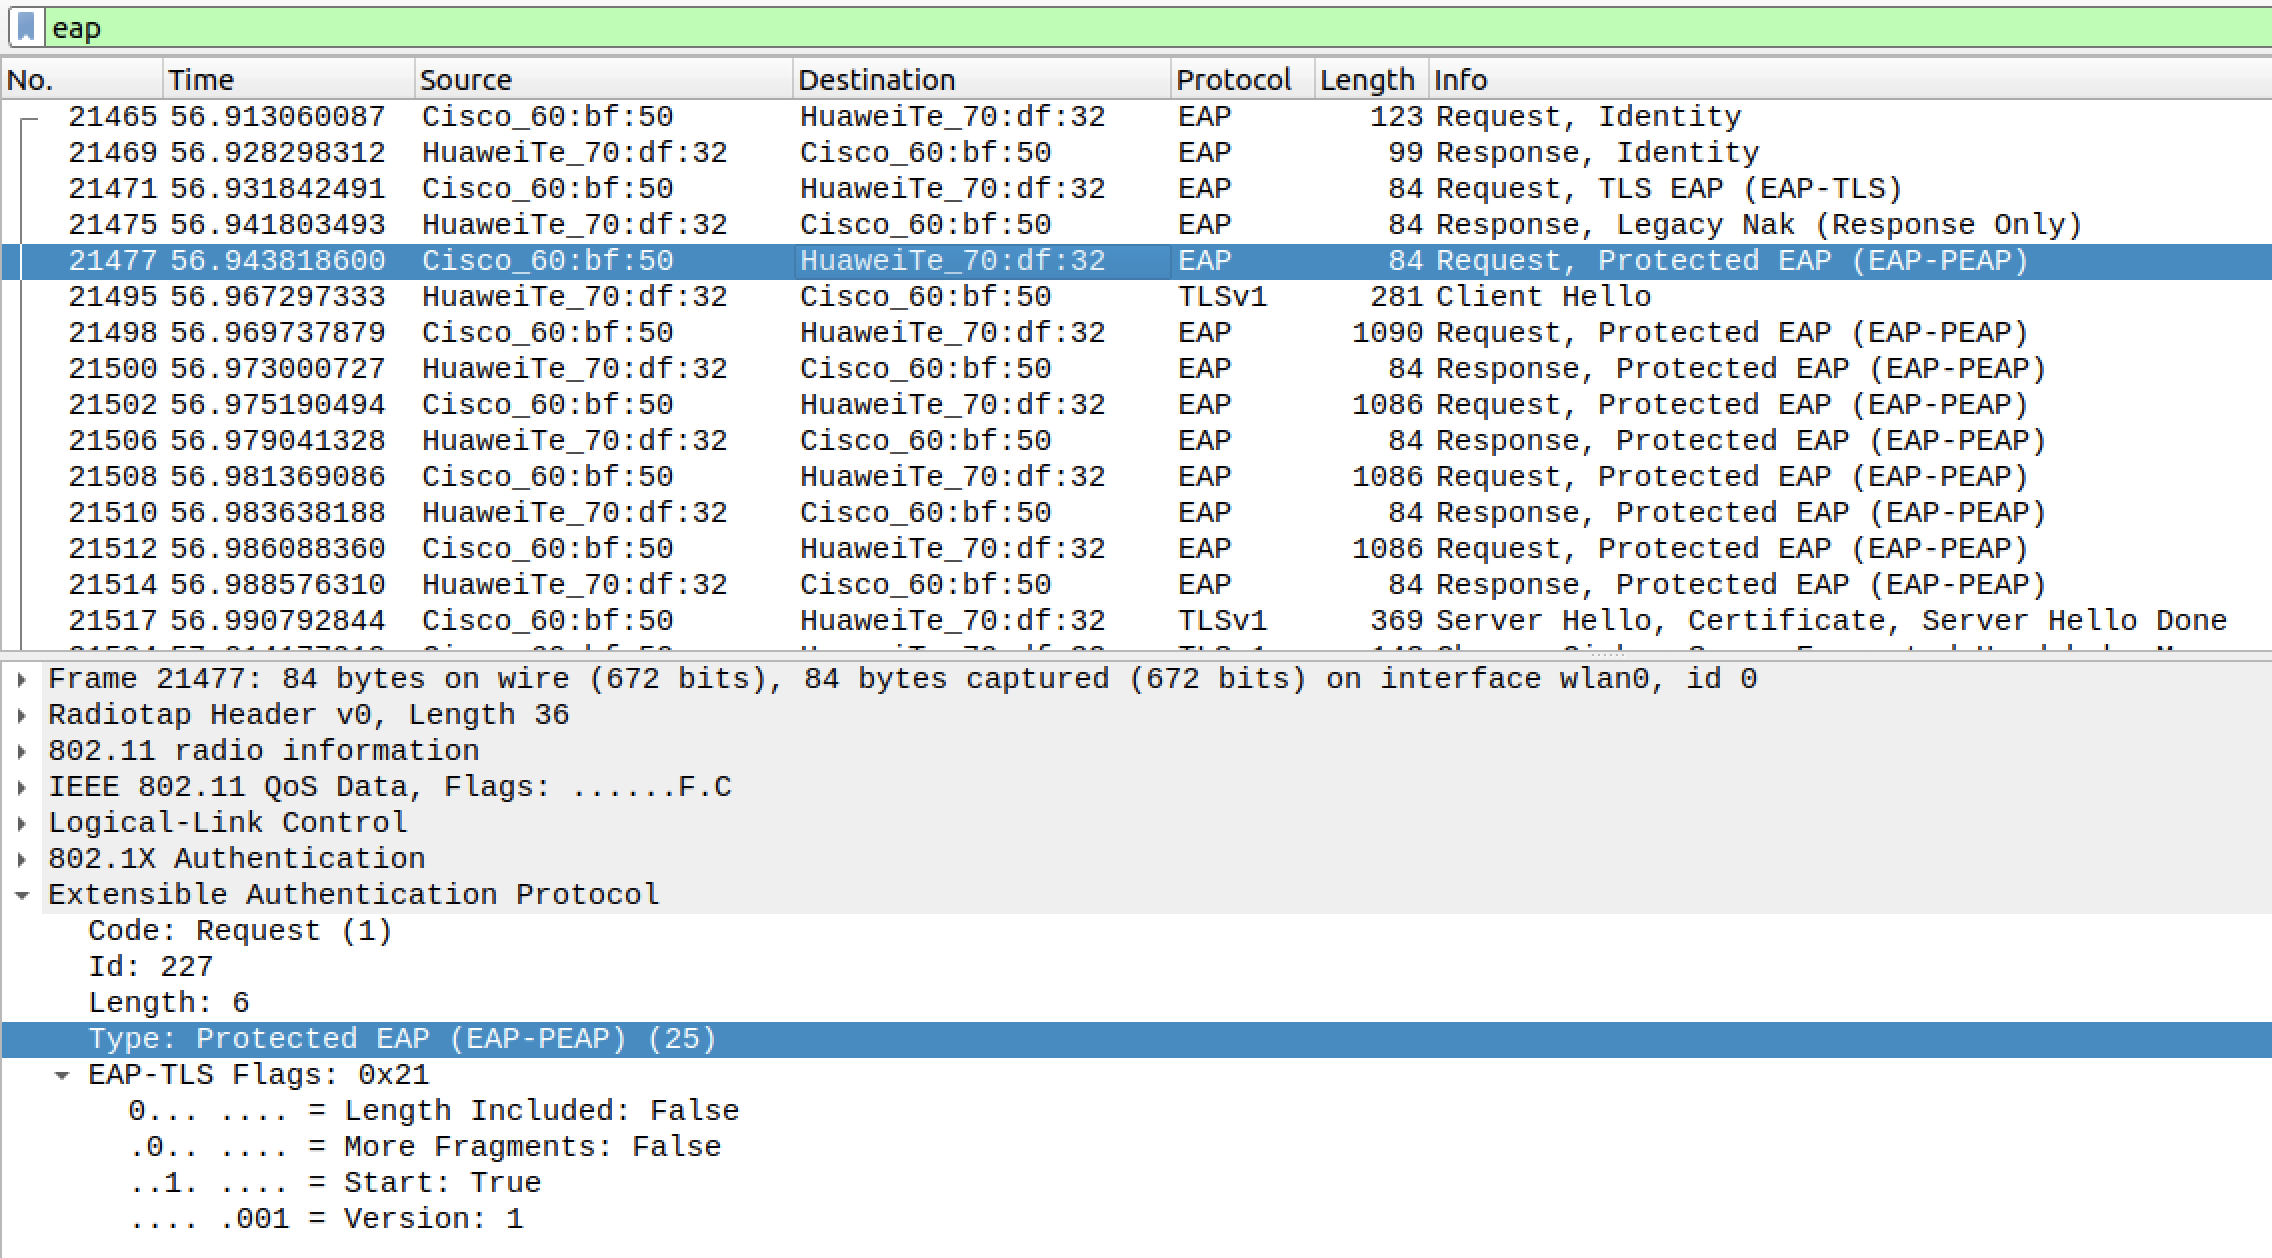 eap
No. Time Source Destination Protocol Length Info
21465 56.913060087 Cisco_60:bf:50 HuaweiTe_70:df:32 EAP 123 Request, Identity
21469 56.928298312 HuaweiTe_70:df:32 Cisco_60:bf:50 EAP 99 Response, Identity
21471 56.931842491 Cisco_60:bf:50 HuaweiTe_70:df:32 EAP 84 Request, TLS EAP (EAP-TLS)
21475 56.941803493 HuaweiTe_70:df:32 Cisco_60:bf:50 EAP 84 Response, Legacy Nak (Response Only)
21477 56.943818600 Cisco_60:bf:50 HuaweiTe_70:df:32 EAP 84 Request, Protected EAP (EAP-PEAP)
21495 56.967297333 HuaweiTe_70:df:32 Cisco_60:bf:50 TLSv1 281 Client Hello
21498 56.969737879 Cisco_60:bf:50 HuaweiTe_70:df:32 EAP 1090 Request, Protected EAP (EAP-PEAP)
21500 56.973000727 HuaweiTe_70:df:32 Cisco_60:bf:50 EAP 84 Response, Protected EAP (EAP-PEAP)
21502 56.975190494 Cisco_60:bf:50 HuaweiTe_70:df:32 EAP 1086 Request, Protected EAP (EAP-PEAP)
21506 56.979041328 HuaweiTe_70:df:32 Cisco_60:bf:50 EAP 84 Response, Protected EAP (EAP-PEAP)
21508 56.981369086 Cisco_60:bf:50 HuaweiTe_70:df:32 EAP 1086 Request, Protected EAP (EAP-PEAP)
21510 56.983638188 HuaweiTe_70:df:32 Cisco_60:bf:50 EAP 84 Response, Protected EAP (EAP-PEAP)
21512 56.986088360 Cisco_60:bf:50 HuaweiTe_70:df:32 EAP 1086 Request, Protected EAP (EAP-PEAP)
21514 56.988576310 HuaweiTe_70:df:32 Cisco_60:bf:50 EAP 84 Response, Protected EAP (EAP-PEAP)
21517 56.990792844 Cisco_60:bf:50 HuaweiTe_70:df:32 TLSv1 369 Server Hello, Certificate, Server Hello Done
Frame 21477: 84 bytes on wire (672 bits), 84 bytes captured (672 bits) on interface wlan0, id 0
Radiotap Header v0, Length 36
802.11 radio information
IEEE 802.11 QoS Data, Flags: ......F.C
Logical-Link Control
802.1X Authentication
Extensible Authentication Protocol
Code: Request (1)
Id: 227
Length: 6
Type: Protected EAP (EAP-PEAP) (25)
EAP-TLS Flags: 0x21
0... .... = Length Included: False
.0.. .... = More Fragments: False
..1. .... = Start: True
.... .001 = Version: 1